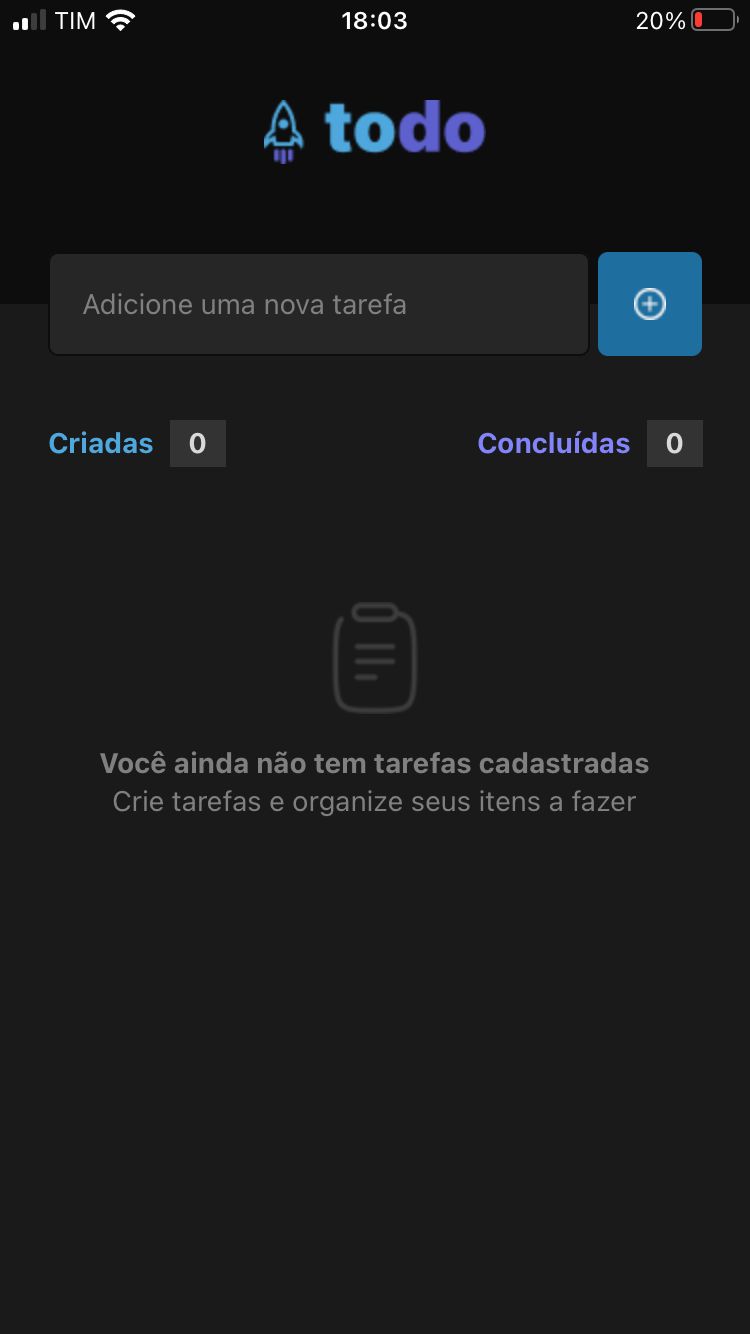 TIM 18:03 20%
todo
Adicione uma nova tarefa
Criadas 0 Concluídas 0
Você ainda não tem tarefas cadastradas
Crie tarefas e organize seus itens a fazer